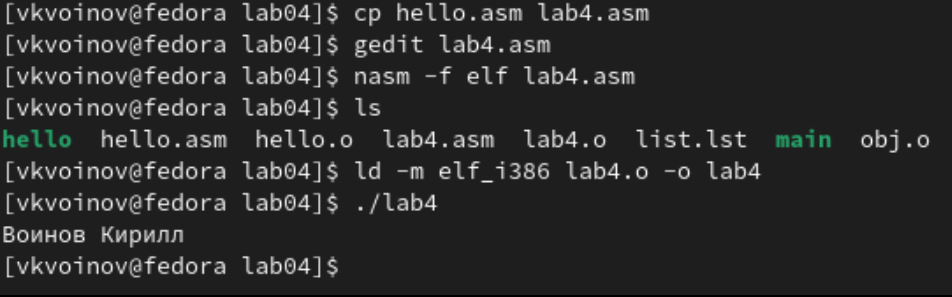 [vkvoinov@fedora lab04]$ cp hello.asm lab4.asm
[vkvoinov@fedora lab04]$ gedit lab4.asm
[vkvoinov@fedora lab04]$ nasm -f elf lab4.asm
[vkvoinov@fedora lab04]$ ls
hello hello.asm hello.o lab4.asm lab4.o list.lst main obj.o
[vkvoinov@fedora lab04]$ ld -m elf_i386 lab4.o -o lab4
[vkvoinov@fedora lab04]$ ./lab4
Воинов Кирилл
[vkvoinov@fedora lab04]$